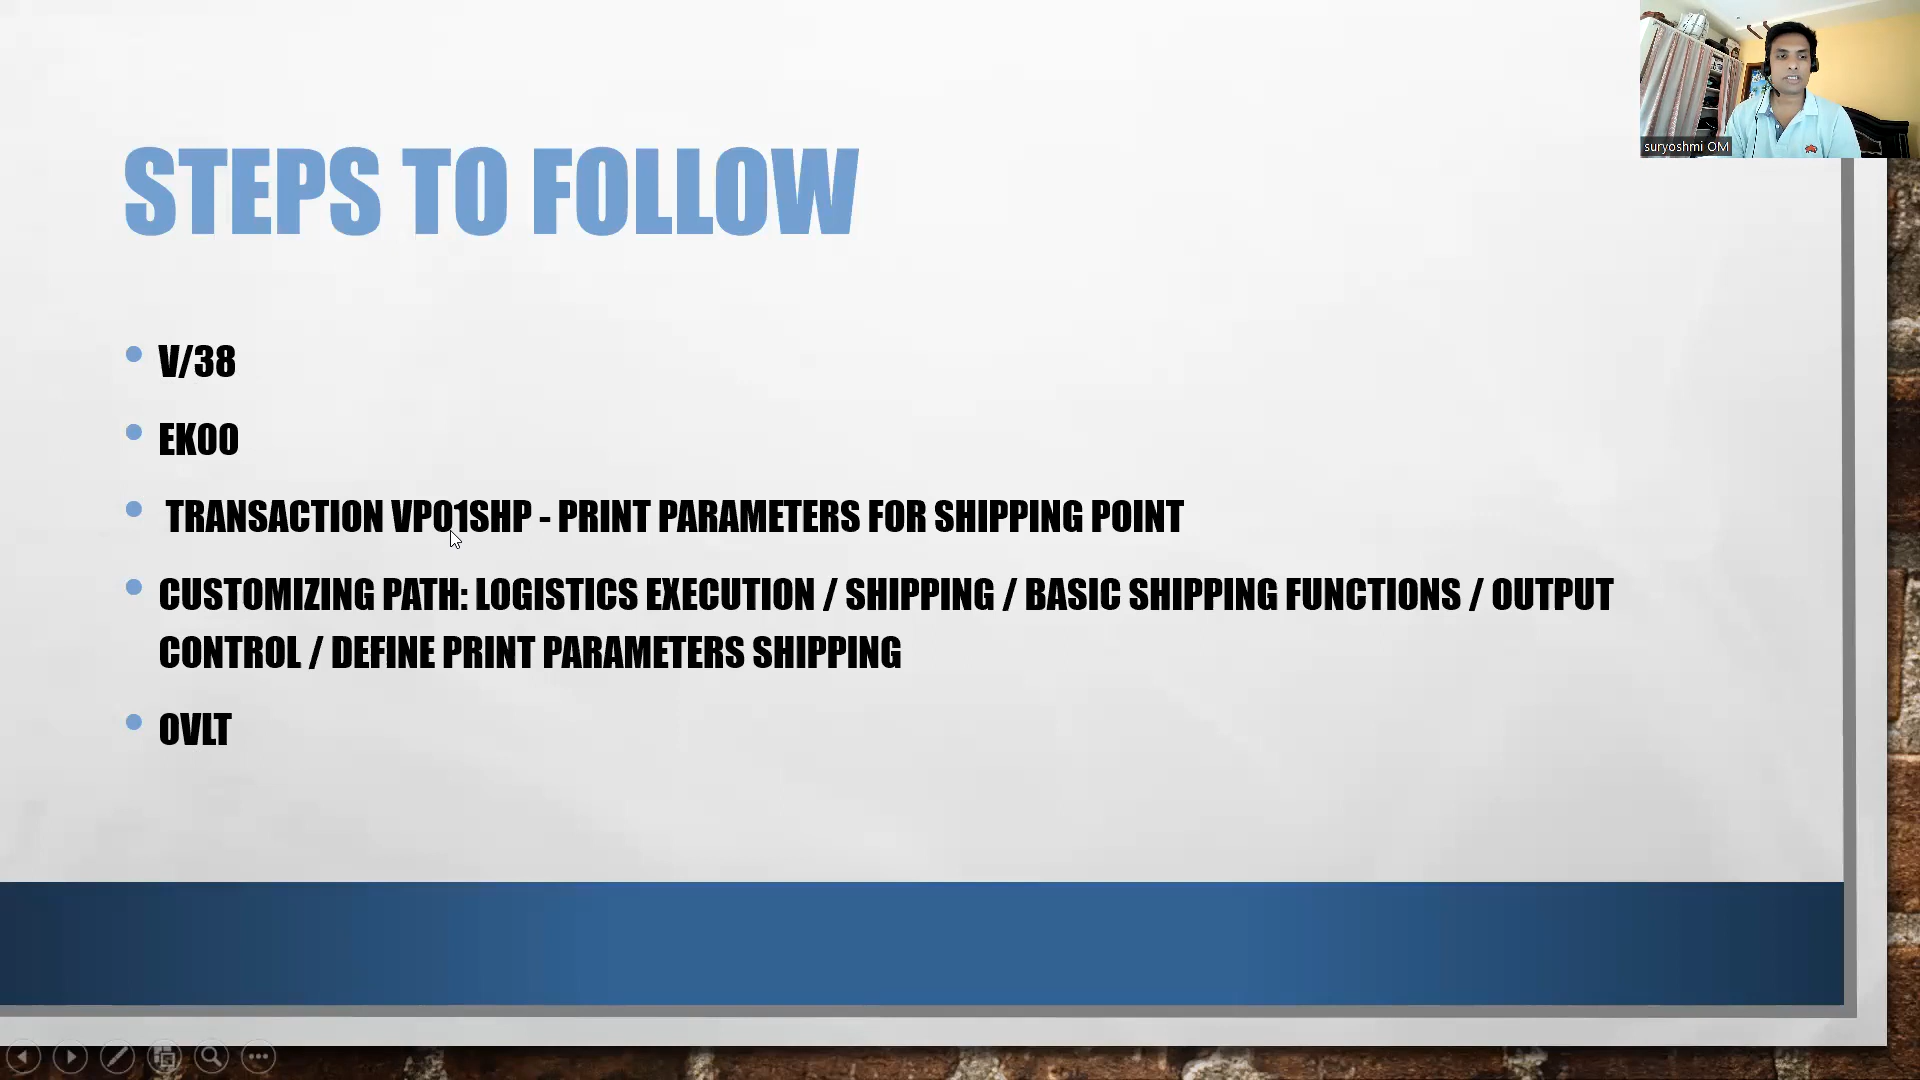 suryoshmi OM
STEPS TO FOLLOW
V/38
EK00
TRANSACTION VP01SHP - PRINT PARAMETERS FOR SHIPPING POINT
CUSTOMIZING PATH: LOGISTICS EXECUTION / SHIPPING / BASIC SHIPPING FUNCTIONS / OUTPUT
CONTROL / DEFINE PRINT PARAMETERS SHIPPING
OVLT